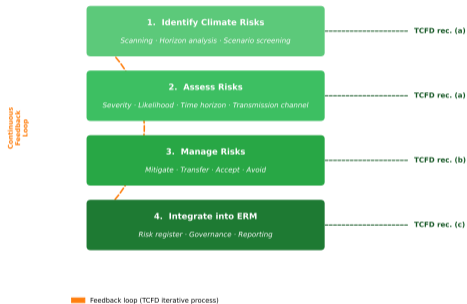 1. Identify Climate Risks
Scanning · Horizon analysis · Scenario screening
TCFD rec. (a)
2. Assess Risks
Severity · Likelihood · Time horizon · Transmission channel
TCFD rec. (a)
Continuous
Feedback
Loop
3. Manage Risks
Mitigate · Transfer · Accept · Avoid
TCFD rec. (b)
4. Integrate into ERM
Risk register · Governance · Reporting
TCFD rec. (c)
Feedback loop (TCFD iterative process)